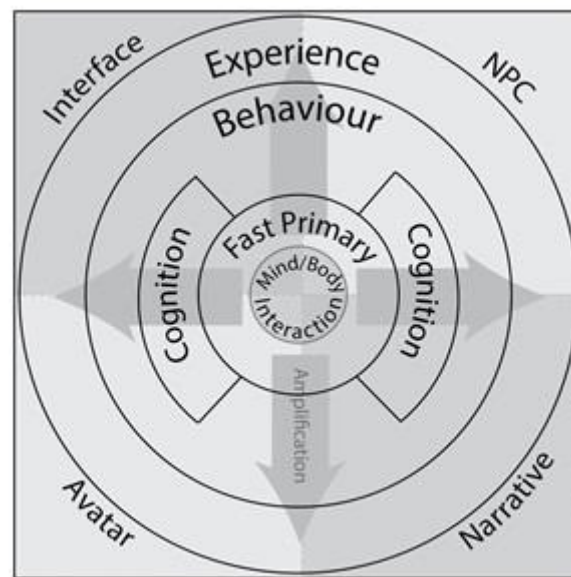 Interface
Experience
NPC
Behaviour
Cognition
Fast Primary
Mind/Body
Interaction
Cognition
Amplification
Avatar
Narrative